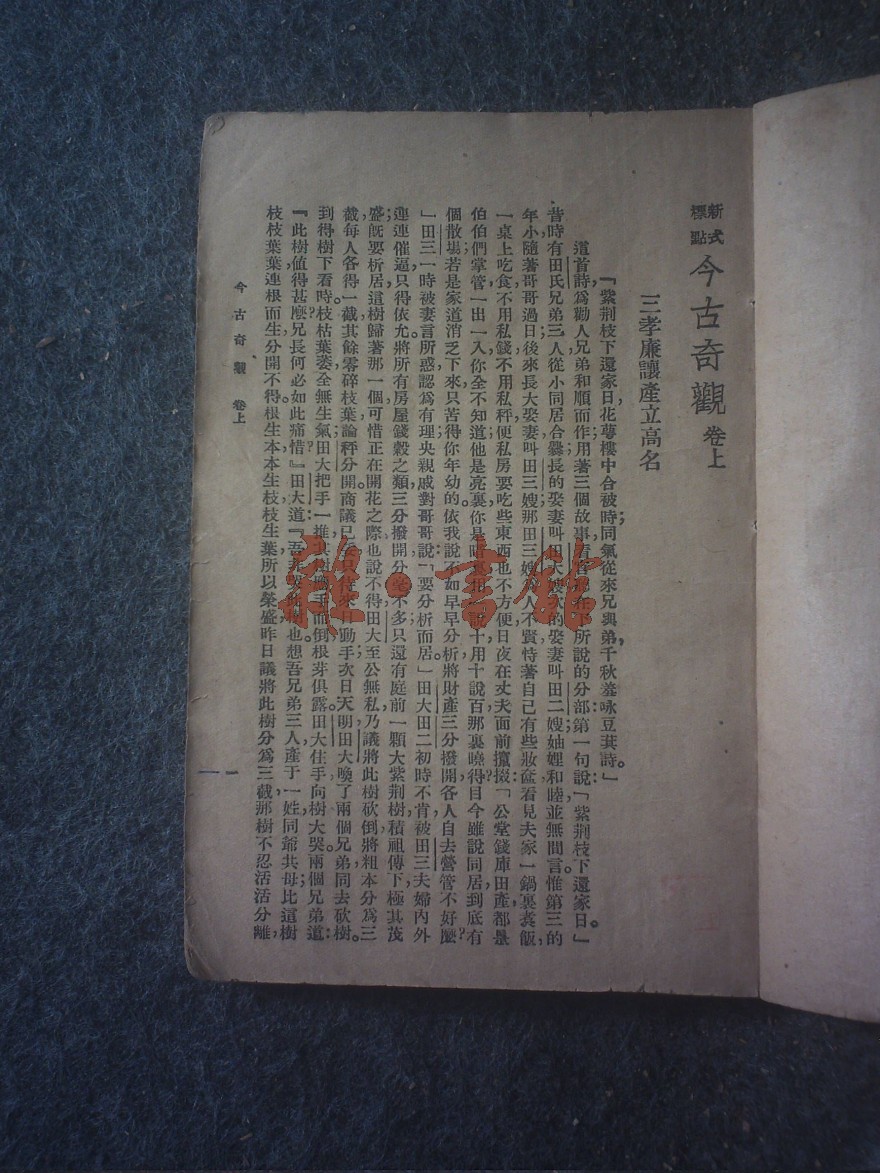 新式標點 今古奇觀 卷上
三孝廉讓產立高名
「紫荊枝下還家日,花萼樓中合被時;同氣從來兄與弟,千秋羞咏豆萁詩。」
道首詩,爲勸人兄弟和順而作,用著三個故事,看官聽在下所說的分部:第一句說:「紫荊枝下還家日。」
昔時有田氏兄弟三人,從小同居合爨,長的娶妻叫田大嫂,次的娶妻叫田二嫂,妯娌和睦,並無間言。惟第三的
年小,隨著哥哥過日;後來長大娶妻,叫田三嫂,那田三嫂爲人不賢,恃著自己有些妝奩,看見夫家一鍋裏煑飯,
一桌上吃食,不用私錢,不用私秤,便私房要吃些東西,也不方便,日夜在丈夫面前攛掇:「公堂錢庫田產,都是
伯伯們掌管,一出一入,你全不知道,他是亮裏,你是暗裏,用一說十,用十說百,那裏曉得?目今雖說同居,到底有
個散場,若是家道消乏下來,只苦得你年幼的。依我說,不如早早分析,將財產三分撥開,各人自去營管,不好麼?
」田三一時被妻言所惑,認爲有理,央親戚對哥哥說:「要分析而居。」田大田二初時不肯,被田三夫婦內外
連連催逼,只得依允。將所有房屋錢穀之類,三分撥開,分毫不多,只還有庭前一顆大紫荊樹,積祖傳下,極其茂
盛,既要析居,這樹歸著那一個?可惜正在開花之際,也說不得,田大至公無私,乃議將此樹砍倒,將粗本分爲三
截,每人各得一截,其餘零碎枝葉,論秤分開。商議已定,只待來日動手,次日天明,田大喚了兩個兄弟,同去砍樹。
到得樹下看時,枝枯葉萎,全無生氣,田大把手一推,其樹應手而倒,根芽俱露。田大住手,向樹大哭,兩個兄弟道:
『此樹値得甚麼?兄長何必如此痛惜!』田大道:『吾非哭此樹也,想吾兄弟三人,產于一姓,同爺共母,比這樹
枝枝葉葉,連根而生,分開不得。根生本,本生枝,枝生葉,所以榮盛,昨日議將此樹分爲三截,那樹不忍活活分離,
今古奇觀 卷上
一
雜·書館